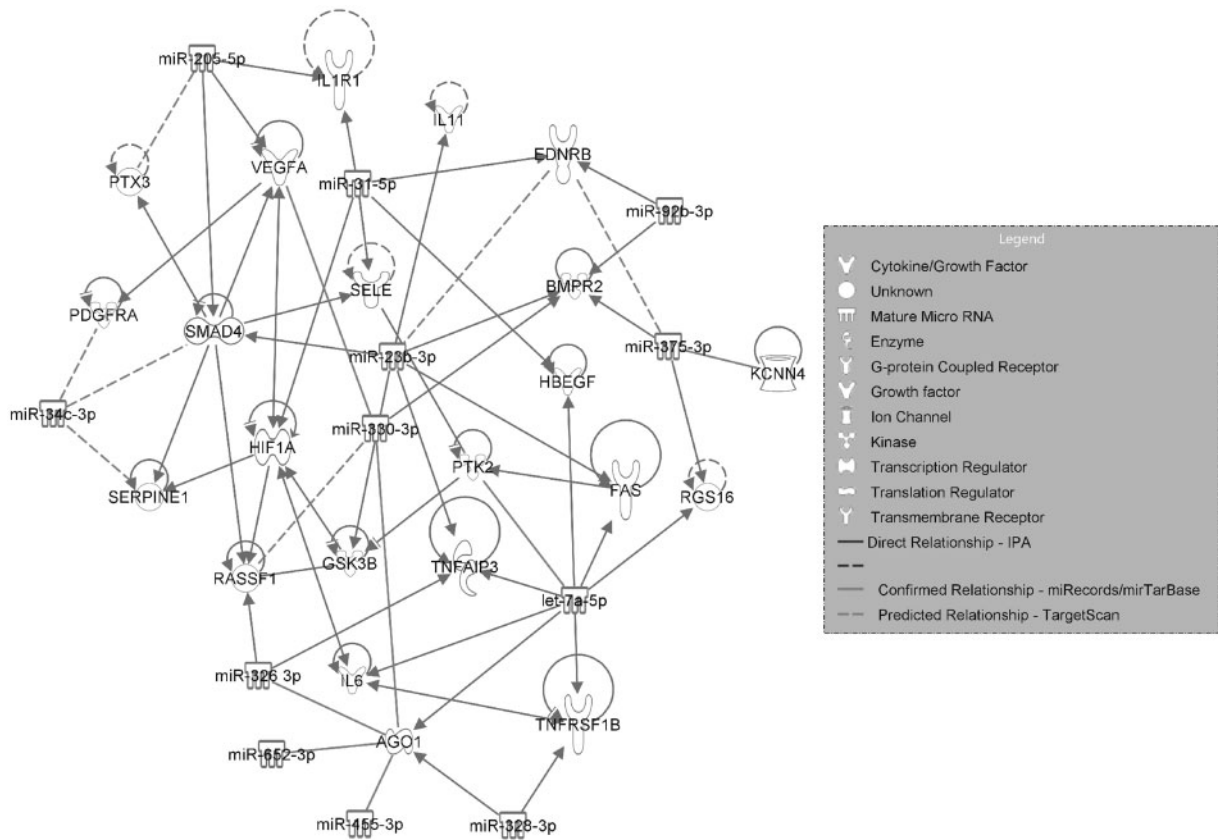 miR-205-5p
IL1R1
IL11
EDNRB
VEGFA
PTX3
miR-31-5p
miR-92b-3p
Legend
Cytokine/Growth Factor
Unknown
Mature Micro RNA
Enzyme
G-protein Coupled Receptor
Growth factor
Ion Channel
Kinase
Transcription Regulator
Translation Regulator
Transmembrane Receptor
Direct Relationship - IPA
Confirmed Relationship - miRecords/mirTarBase
Predicted Relationship - TargetScan
SELE
BMPR2
PDGFRA
SMAD4
miR-23b-3p
miR-375-3p
KCNN4
HBEGF
miR-34c-3p
miR-330-3p
HIF1A
PTK2
FAS
RGS16
SERPINE1
GSK3B
TNFAIP3
RASSF1
let-7a-5p
miR-326 3p
IL6
TNFRSF1B
AGO1
miR-652-3p
miR-455-3p
miR-328-3p